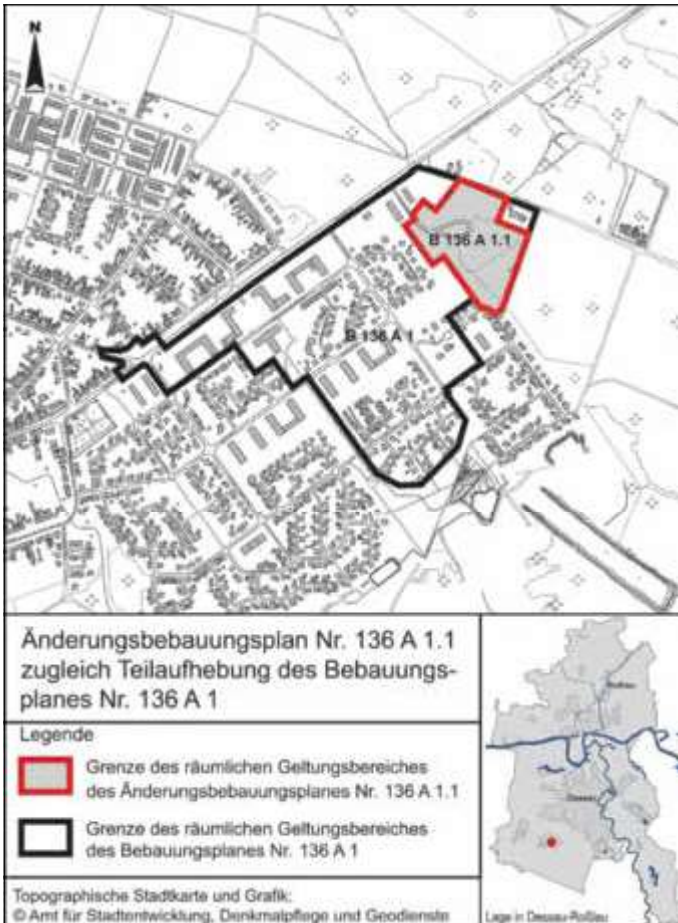 N
B 136 A 1.1
B 136 A 1
Änderungsbebauungsplan Nr. 136 A 1.1
zugleich Teilaufhebung des Bebauungs-
planes Nr. 136 A 1
Legende
Grenze des räumlichen Geltungsbereiches
des Änderungsbebauungsplanes Nr. 136 A 1.1
Grenze des räumlichen Geltungsbereiches
des Bebauungsplanes Nr. 136 A 1
Topographische Stadtkarte und Grafik:
© Amt für Stadtentwicklung, Denkmalpflege und Geodienste
Roßlau
Dessau
Lage in Dessau-Roßlau